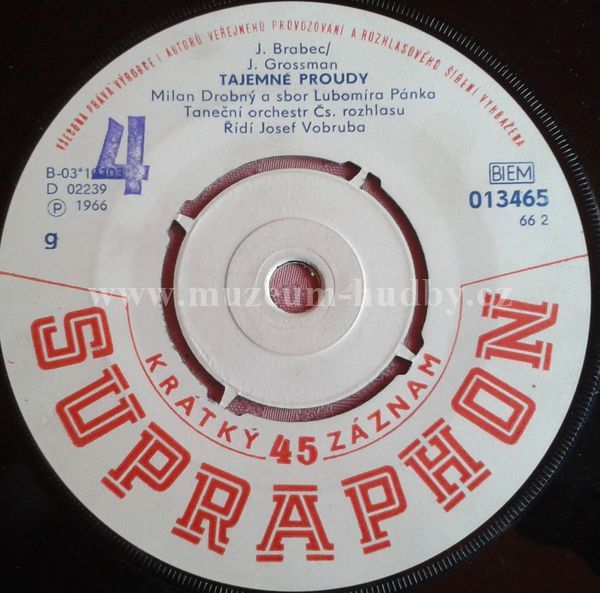 VŠECHNA PRÁVA VÝROBCE I AUTORŮ VEŘEJNÉHO PROVOZOVÁNÍ A ROZHLASOVÉHO ŠÍŘENÍ VYHRAŽENA
J. Brabec/
J. Grossman
TAJEMNÉ PROUDY
Milan Drobný a sbor Lubomíra Pánka
Taneční orchestr Čs. rozhlasu
Řídí Josef Vobruba
4
D 02239
Ⓟ 1966
g
BIEM
013465
66 2
www.muzeum-hudby.cz
KRÁTKÝ 45 ZÁZNAM
SUPRAPHON